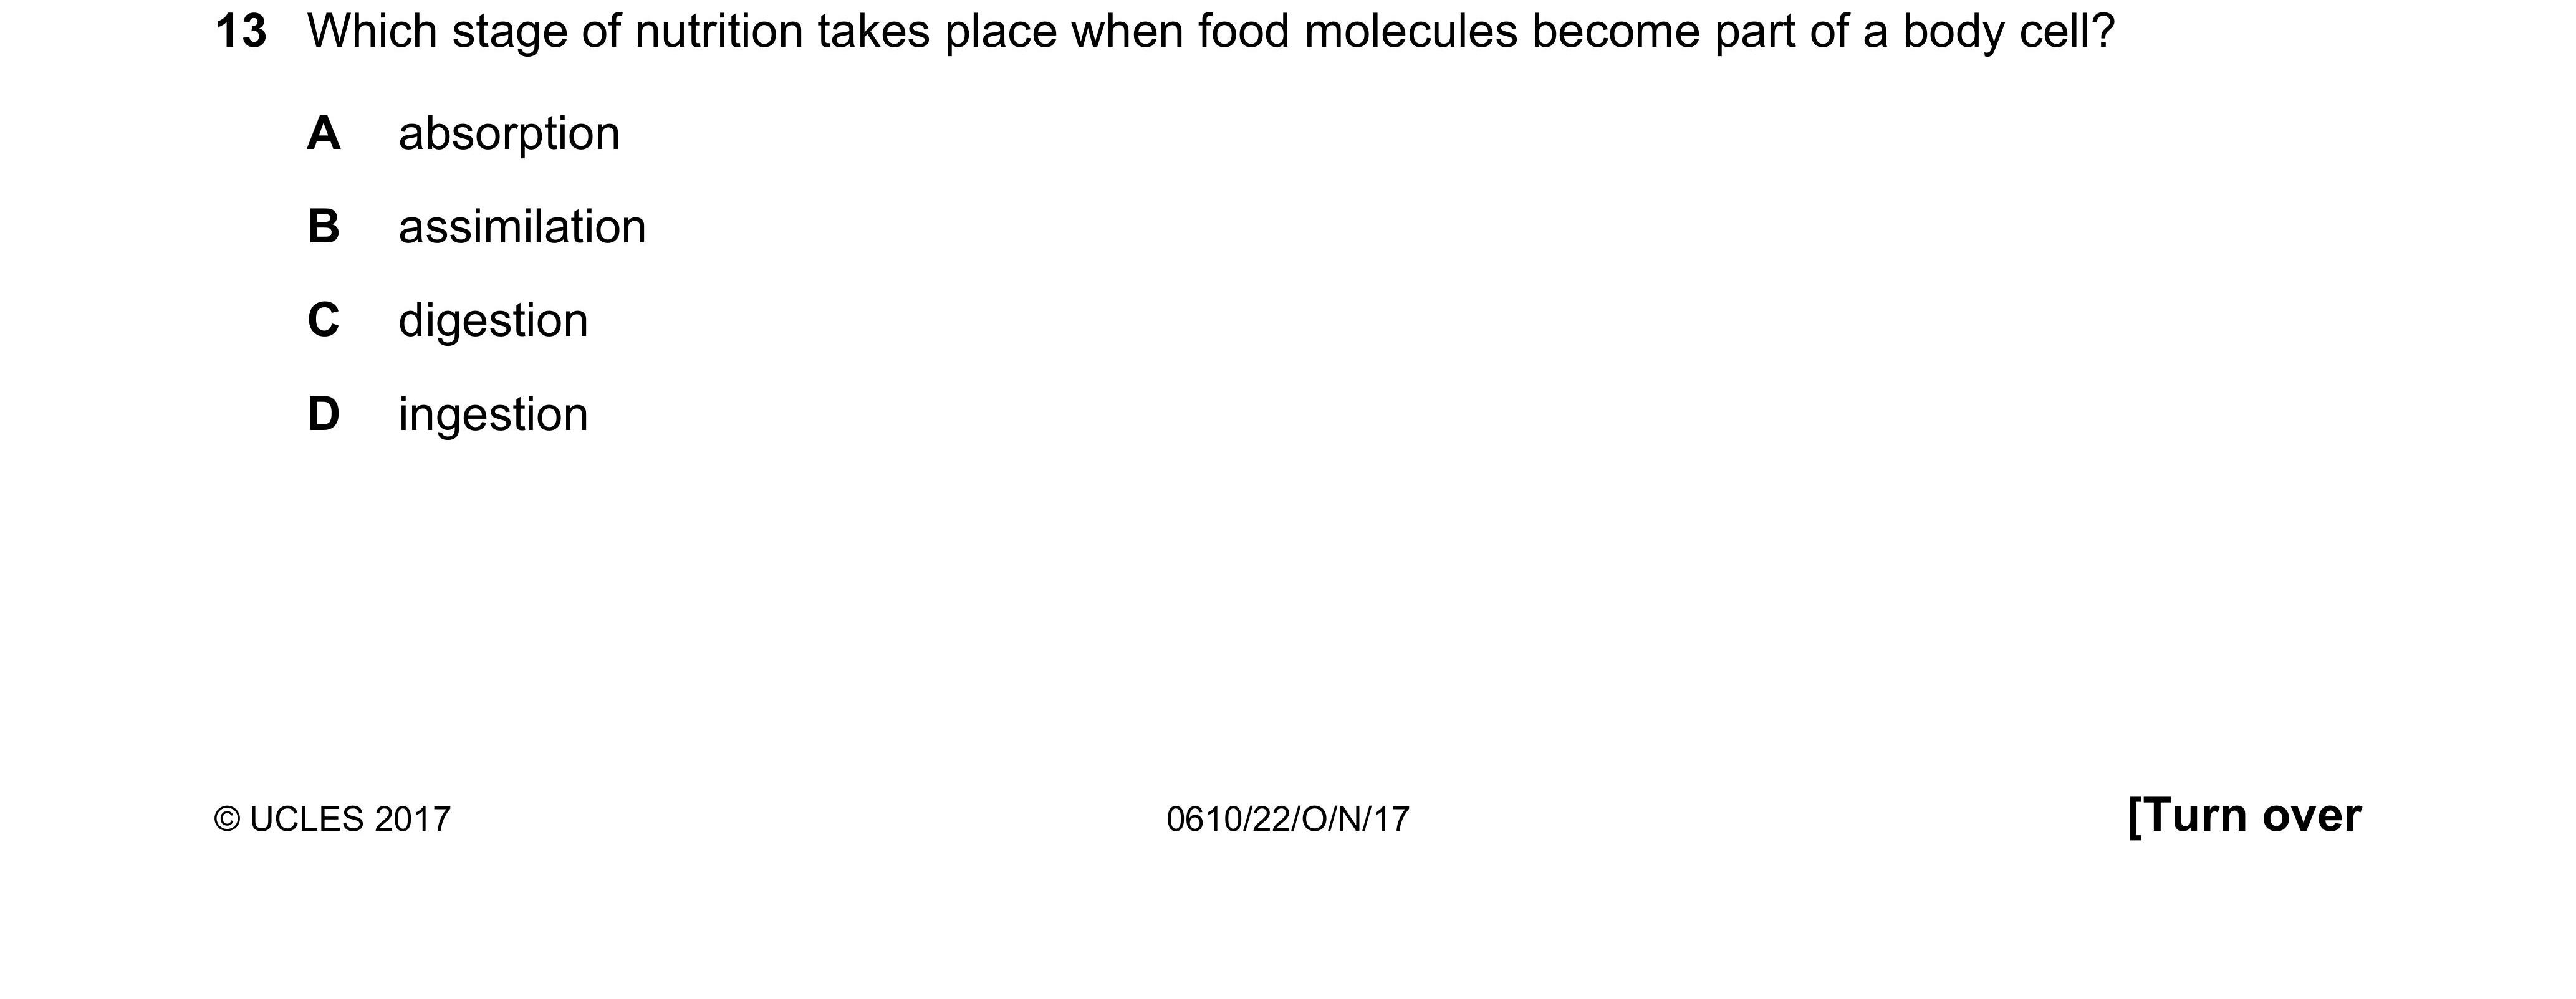 13 Which stage of nutrition takes place when food molecules become part of a body cell?
A absorption
B assimilation
C digestion
D ingestion
© UCLES 2017 0610/22/O/N/17 [Turn over